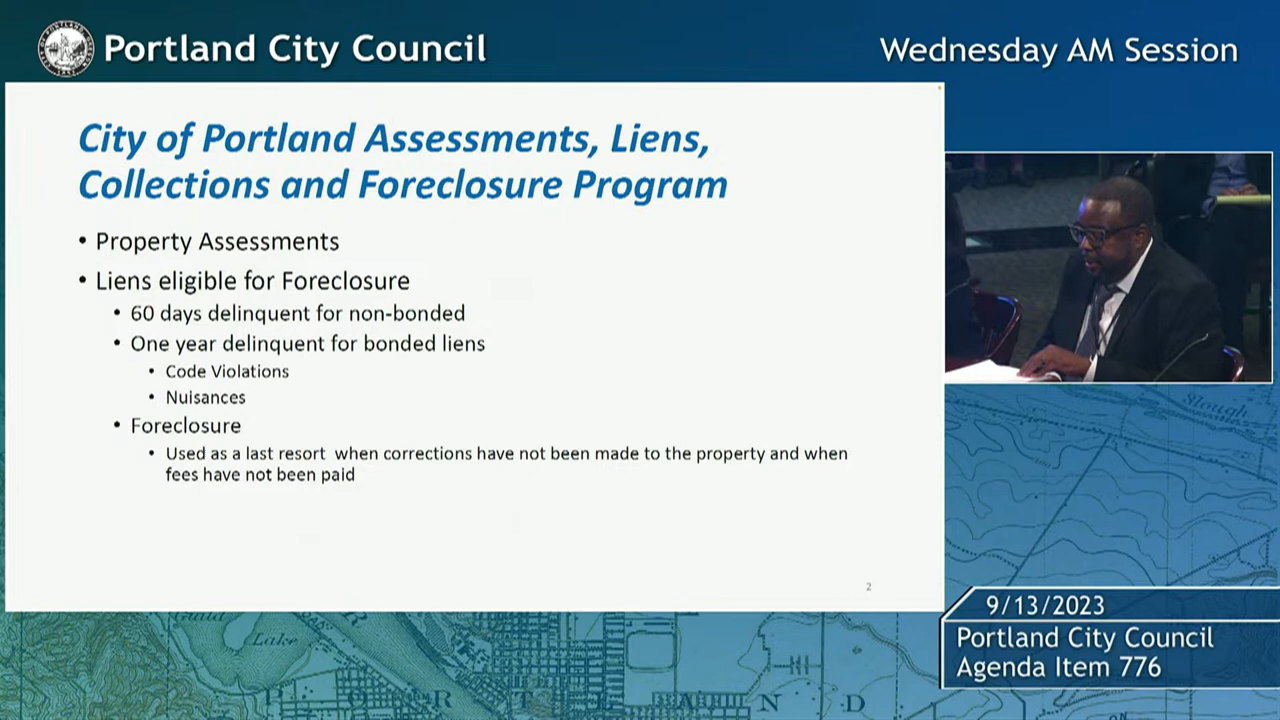 Portland City Council
Wednesday AM Session
City of Portland Assessments, Liens,
Collections and Foreclosure Program
• Property Assessments
• Liens eligible for Foreclosure
• 60 days delinquent for non-bonded
• One year delinquent for bonded liens
• Code Violations
• Nuisances
• Foreclosure
• Used as a last resort when corrections have not been made to the property and when
fees have not been paid
2
Slough
9/13/2023
Portland City Council
Agenda Item 776
Guild
Lake
P O R T L A N D